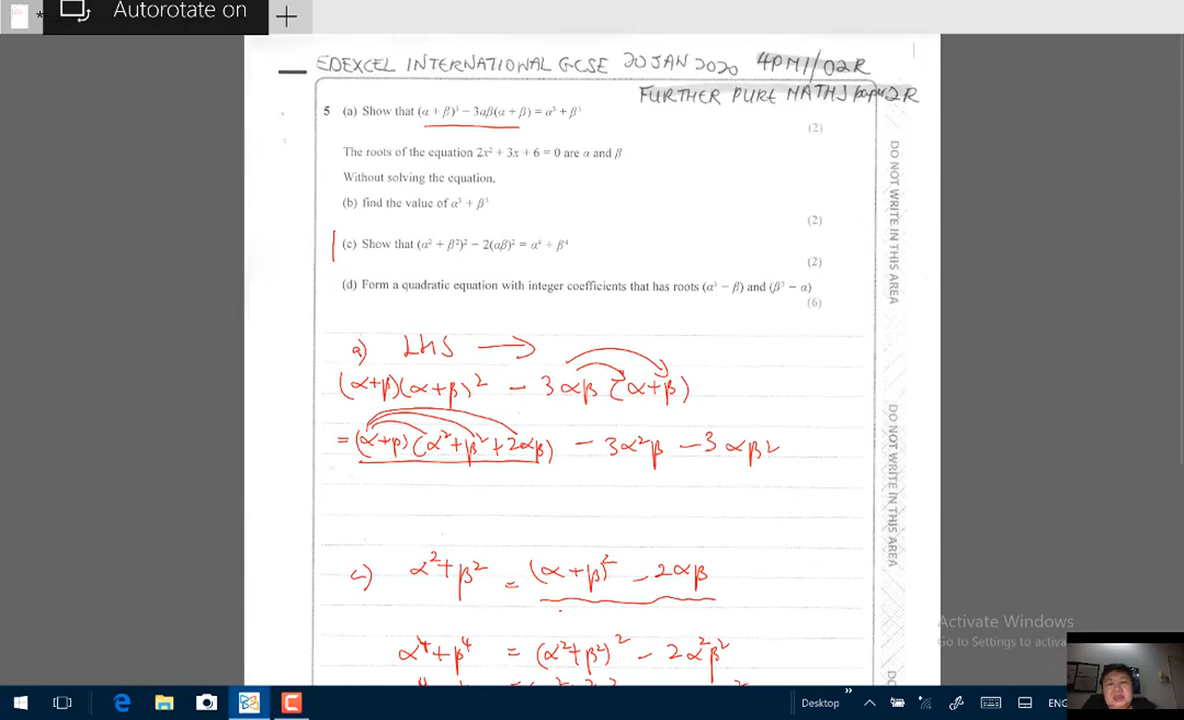 Autorotate on
EDEXCEL INTERNATIONAL GCSE 20 JAN 2020 4PM1/02R
FURTHER PURE MATHS paper 2R
5 (a) Show that (α + β)³ − 3αβ(α + β) = α³ + β³
(2)
The roots of the equation 2x² + 3x + 6 = 0 are α and β
Without solving the equation,
(b) find the value of α³ + β³
(2)
(c) Show that (α² + β²)² − 2(αβ)² = α⁴ + β⁴
(2)
(d) Form a quadratic equation with integer coefficients that has roots (α³ − β) and (β³ − α)
(6)
a) LHS →
(α+β)(α+β)² − 3αβ (α+β)
= (α+β)(α²+β²+2αβ) − 3α²β − 3αβ²
c) α²+β² = (α+β)² − 2αβ
α⁴+β⁴ = (α²+β²)² − 2α²β²
DO NOT WRITE IN THIS AREA
DO NOT WRITE IN THIS AREA
DO
Activate Windows
Go to Settings to activa
Desktop
ENG